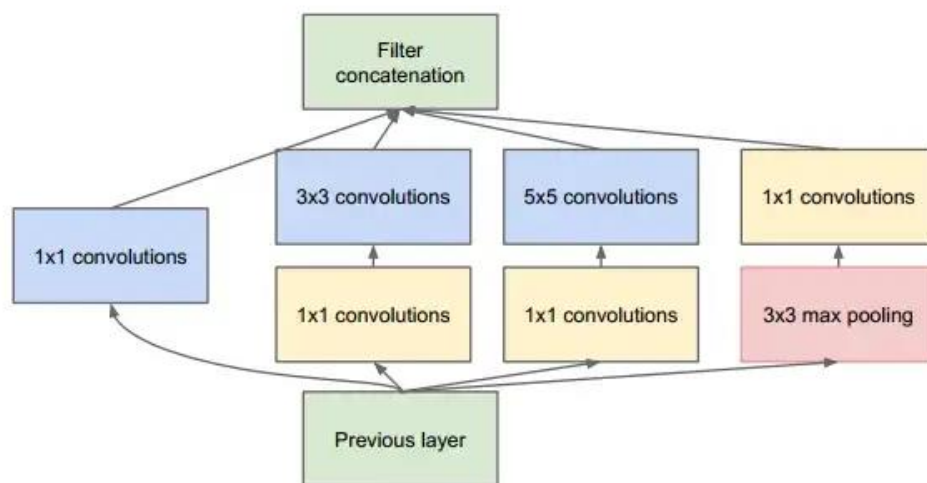 Filter
concatenation
3x3 convolutions
5x5 convolutions
1x1 convolutions
1x1 convolutions
1x1 convolutions
1x1 convolutions
3x3 max pooling
Previous layer